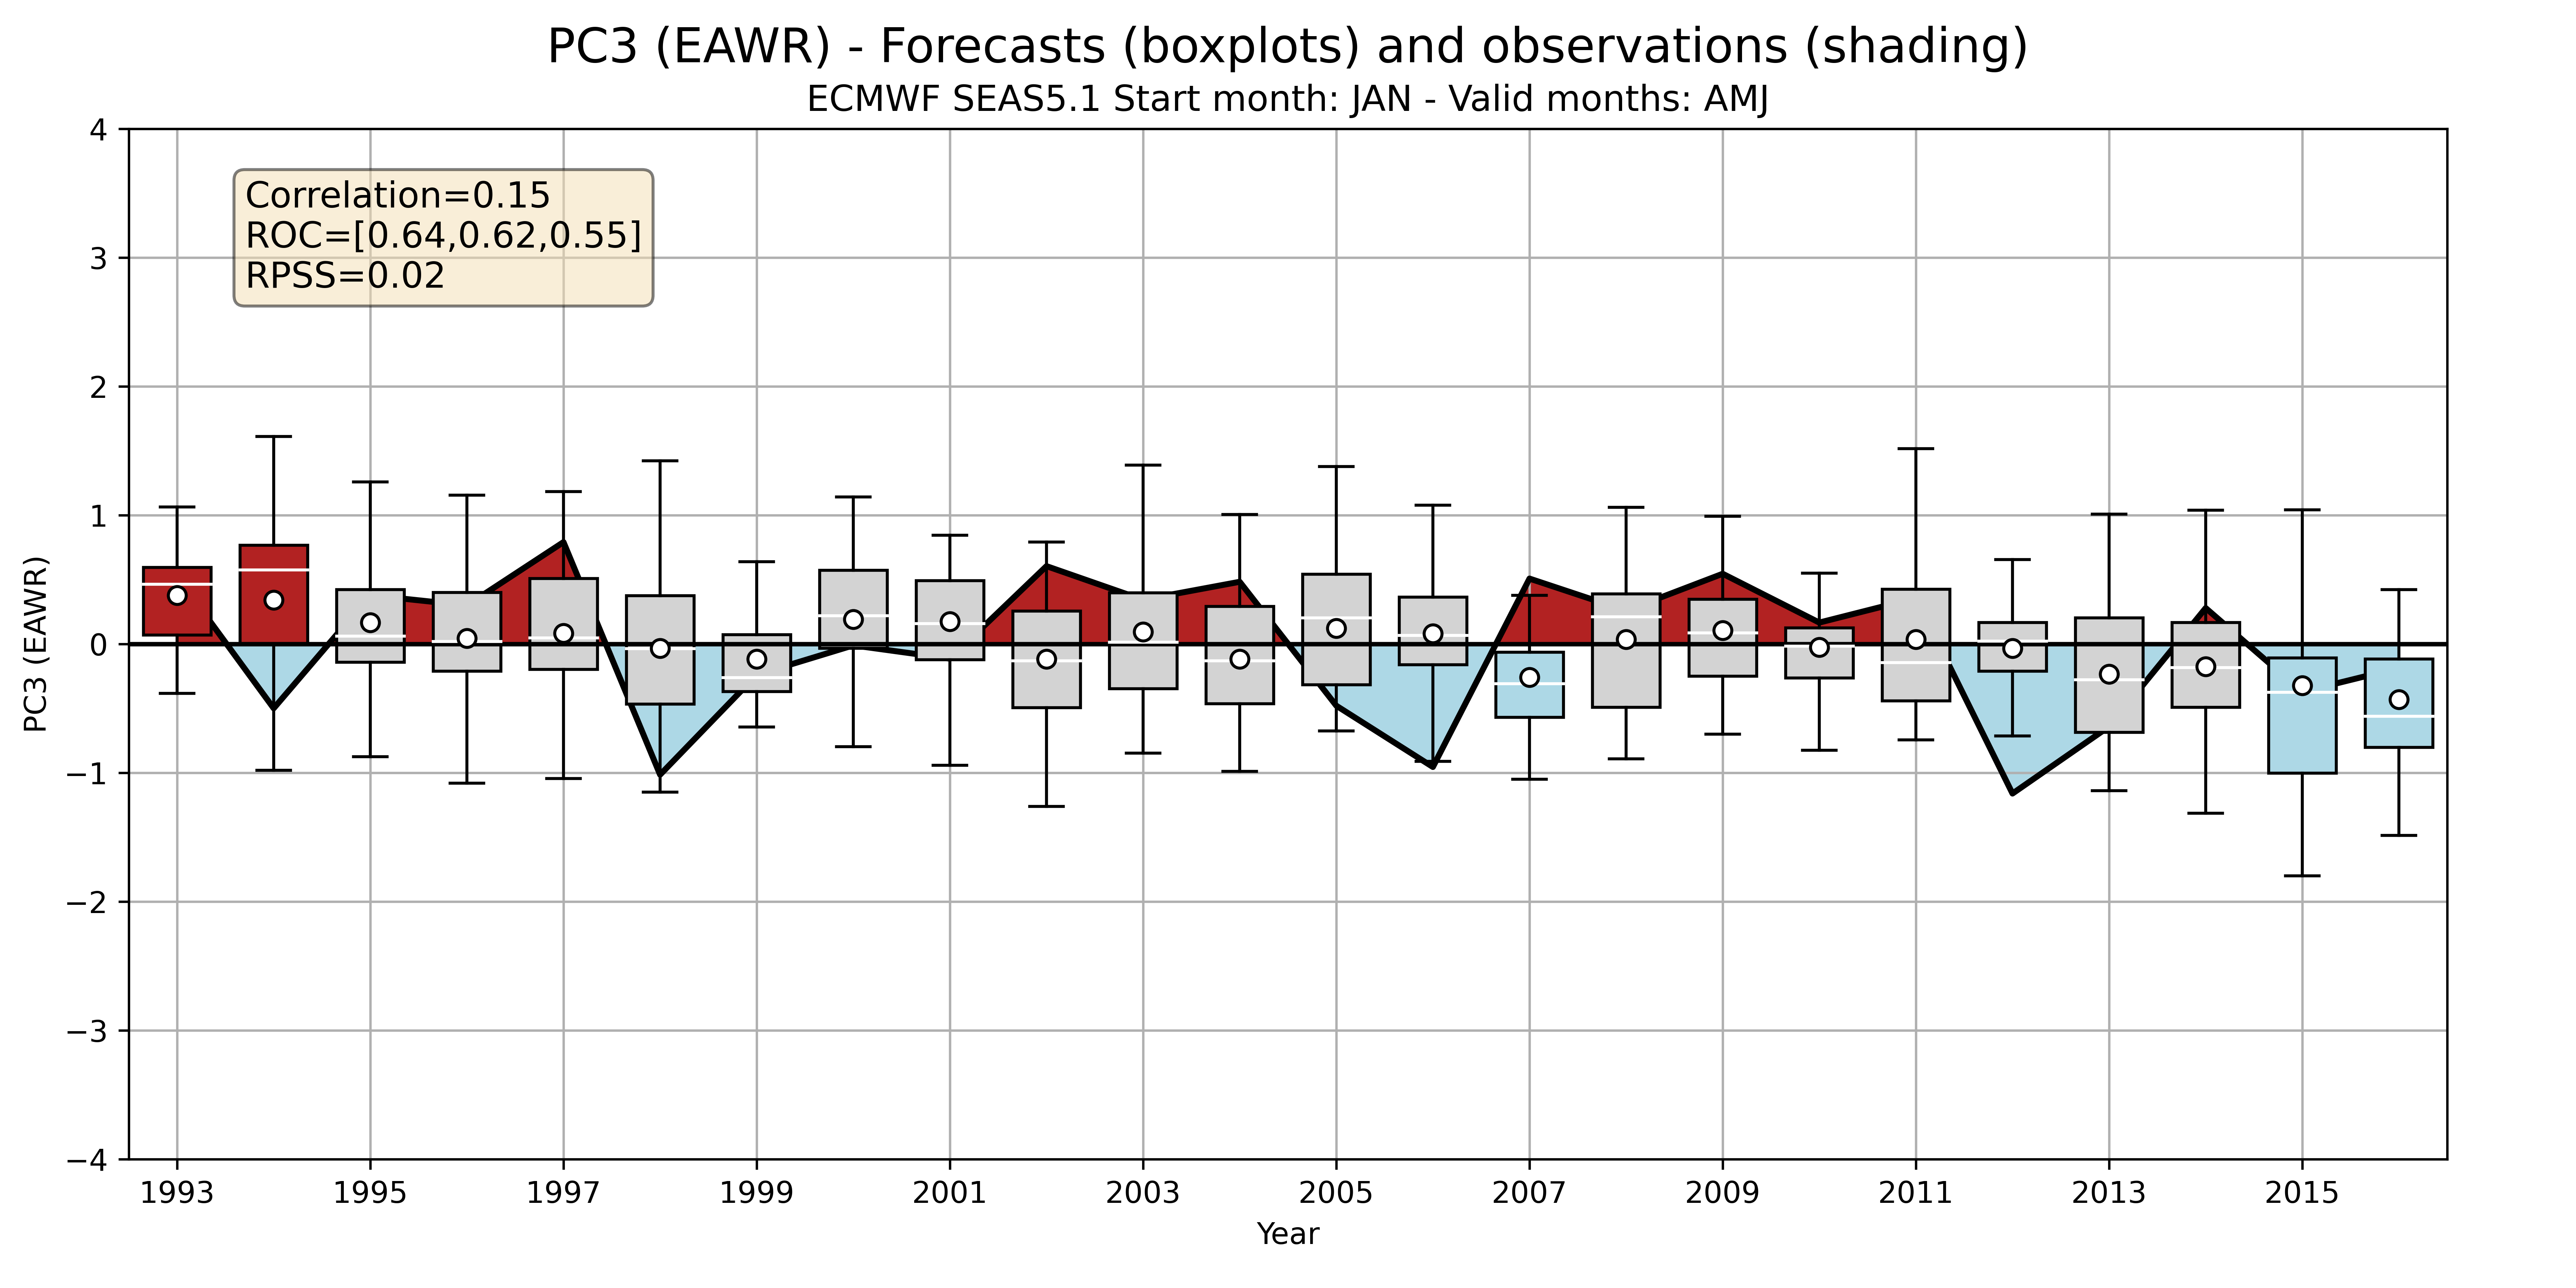 PC3 (EAWR) - Forecasts (boxplots) and observations (shading)
ECMWF SEAS5.1 Start month: JAN - Valid months: AMJ
Correlation=0.15
ROC=[0.64,0.62,0.55]
RPSS=0.02
PC3 (EAWR)
4
3
2
1
0
−1
−2
−3
−4
1993 1995 1997 1999 2001 2003 2005 2007 2009 2011 2013 2015
Year